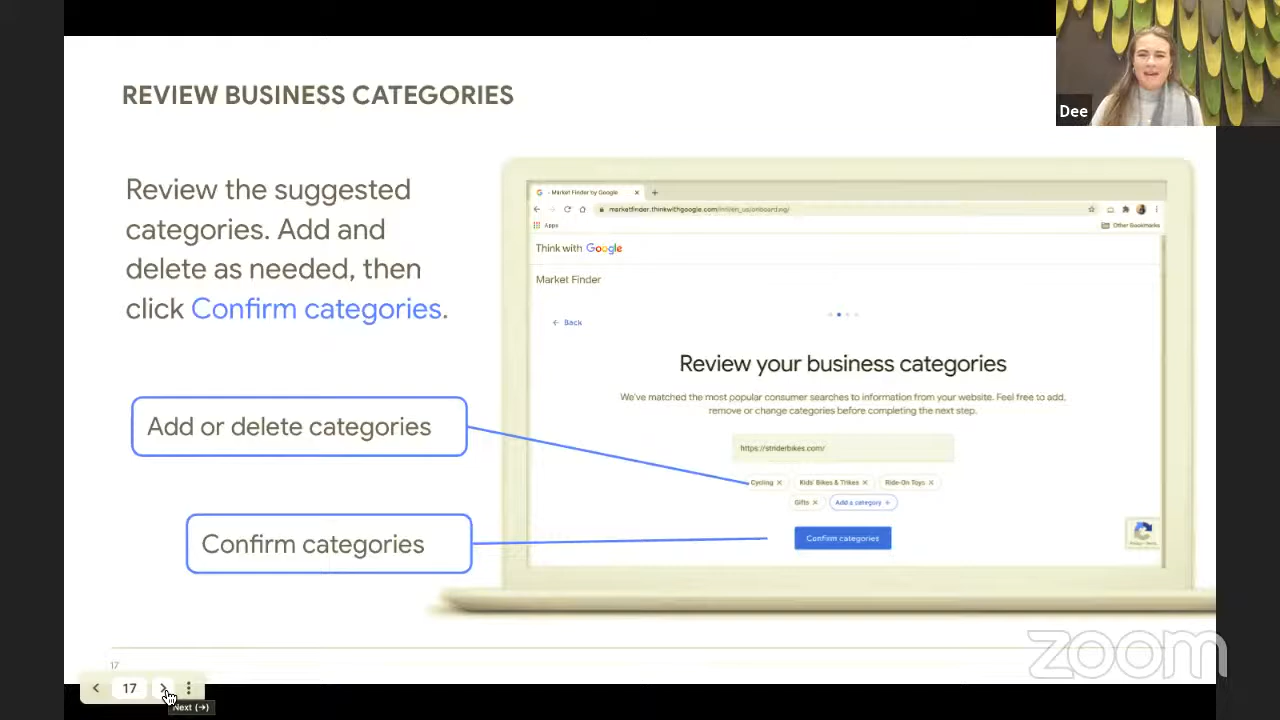 REVIEW BUSINESS CATEGORIES
Dee
Review the suggested
categories. Add and
delete as needed, then
click Confirm categories.
Add or delete categories
Confirm categories
Market Finder by Google
Apps
Other Bookmarks
Think with Google
Market Finder
Back
Review your business categories
We've matched the most popular consumer searches to information from your website. Feel free to add,
remove or change categories before completing the next step.
https://striderbikes.com/
Cycling × Kids' Bikes & Trikes × Ride-On Toys ×
Gifts × Add a category +
Confirm categories
17
zoom
17
Next (→)